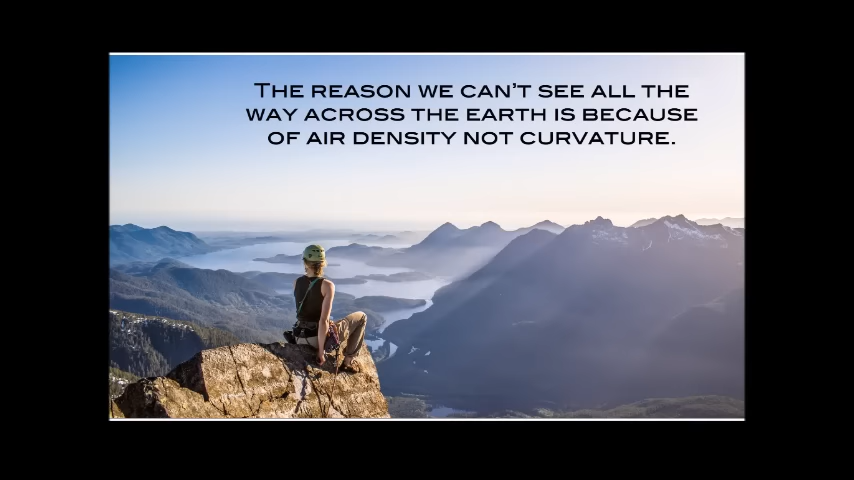 The reason we can't see all the
way across the earth is because
of air density not curvature.